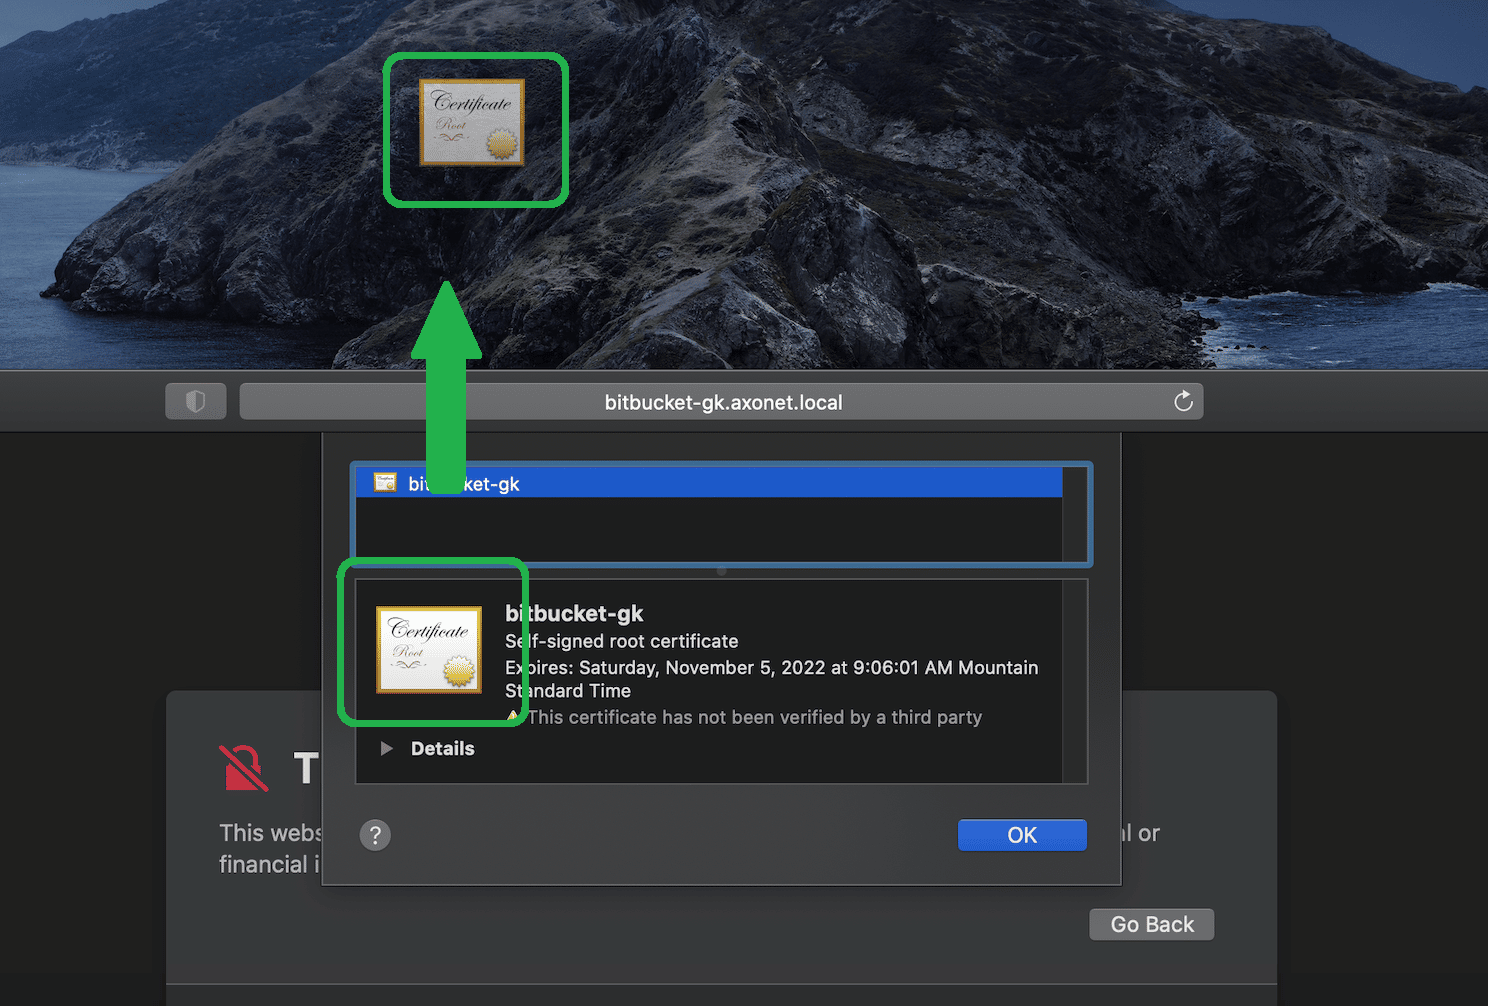 Certificate
Root
bitbucket-gk.axonet.local
bitbucket-gk
Certificate
Root
bitbucket-gk
Self-signed root certificate
Expires: Saturday, November 5, 2022 at 9:06:01 AM Mountain
Standard Time
This certificate has not been verified by a third party
Details
T
This webs
financial i
l or
?
OK
Go Back